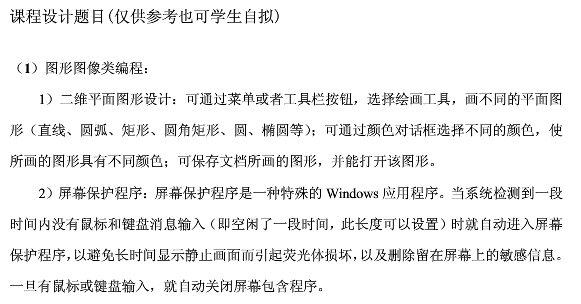 课程设计题目(仅供参考也可学生自拟)
（1）图形图像类编程：
1）二维平面图形设计：可通过菜单或者工具栏按钮，选择绘画工具，画不同的平面图
形（直线、圆弧、矩形、圆角矩形、圆、椭圆等）；可通过颜色对话框选择不同的颜色，使
所画的图形具有不同颜色；可保存文档所画的图形，并能打开该图形。
2）屏幕保护程序：屏幕保护程序是一种特殊的 Windows 应用程序。当系统检测到一段
时间内没有鼠标和键盘消息输入（即空闲了一段时间，此长度可以设置）时就自动进入屏幕
保护程序，以避免长时间显示静止画面而引起荧光体损坏，以及删除留在屏幕上的敏感信息。
一旦有鼠标或键盘输入，就自动关闭屏幕包含程序。